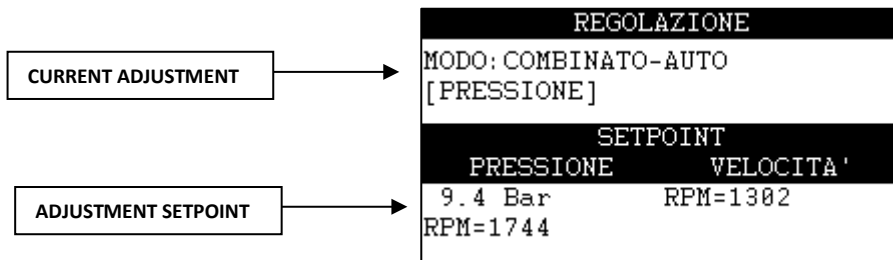 REGOLAZIONE
CURRENT ADJUSTMENT
MODO:COMBINATO-AUTO
[PRESSIONE]
SETPOINT
PRESSIONE VELOCITA'
ADJUSTMENT SETPOINT
9.4 Bar RPM=1302
RPM=1744